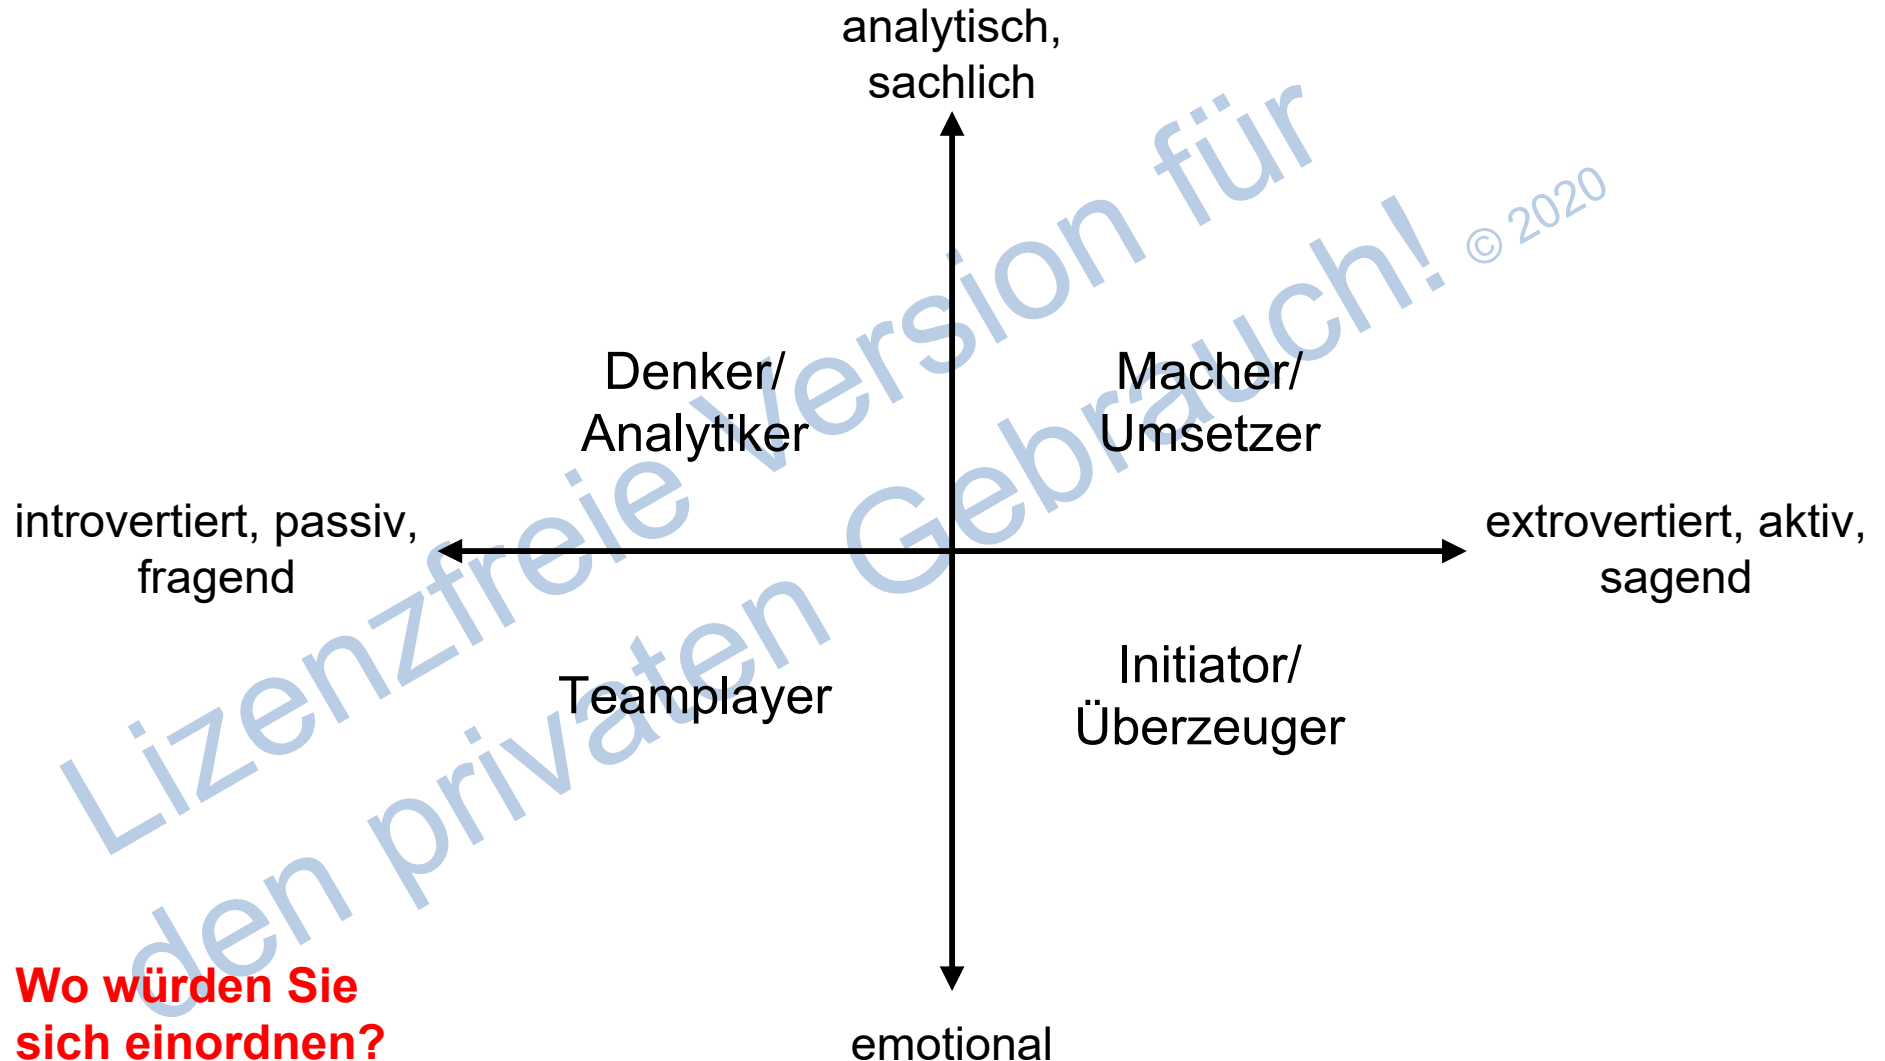 analytisch,
sachlich
Denker/
Analytiker
Macher/
Umsetzer
introvertiert, passiv,
fragend
extrovertiert, aktiv,
sagend
Teamplayer
Initiator/
Überzeuger
Wo würden Sie
sich einordnen?
emotional
Lizenzfreie Version für
den privaten Gebrauch! © 2020